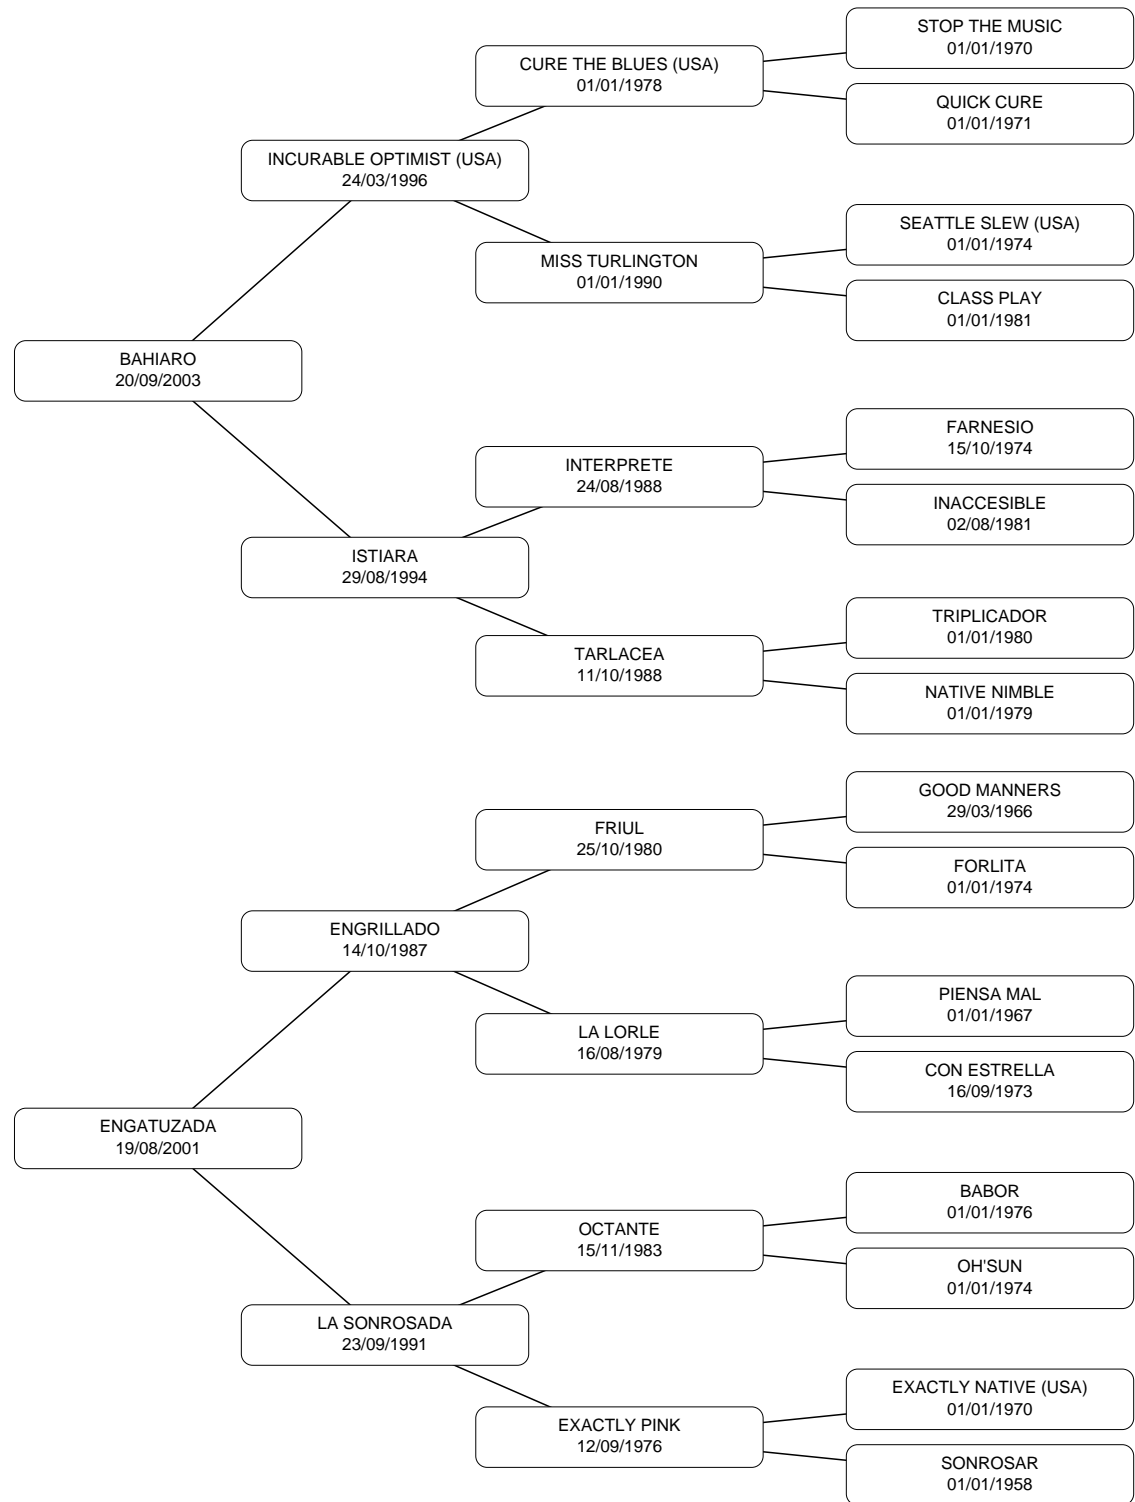 STOP THE MUSIC
01/01/1970
CURE THE BLUES (USA)
01/01/1978
QUICK CURE
01/01/1971
INCURABLE OPTIMIST (USA)
24/03/1996
SEATTLE SLEW (USA)
01/01/1974
MISS TURLINGTON
01/01/1990
CLASS PLAY
01/01/1981
BAHIARO
20/09/2003
FARNESIO
15/10/1974
INTERPRETE
24/08/1988
INACCESIBLE
02/08/1981
ISTIARA
29/08/1994
TRIPLICADOR
01/01/1980
TARLACEA
11/10/1988
NATIVE NIMBLE
01/01/1979
GOOD MANNERS
29/03/1966
FRIUL
25/10/1980
FORLITA
01/01/1974
ENGRILLADO
14/10/1987
PIENSA MAL
01/01/1967
LA LORLE
16/08/1979
CON ESTRELLA
16/09/1973
ENGATUZADA
19/08/2001
BABOR
01/01/1976
OCTANTE
15/11/1983
OH'SUN
01/01/1974
LA SONROSADA
23/09/1991
EXACTLY NATIVE (USA)
01/01/1970
EXACTLY PINK
12/09/1976
SONROSAR
01/01/1958